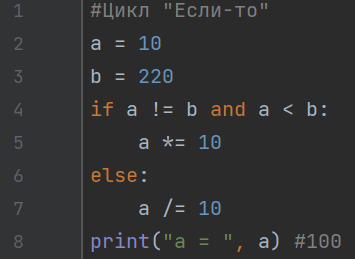 1 #Цикл "Если-то"
2 a = 10
3 b = 220
4 if a != b and a < b:
5     a *= 10
6 else:
7     a /= 10
8 print("a = ", a) #100